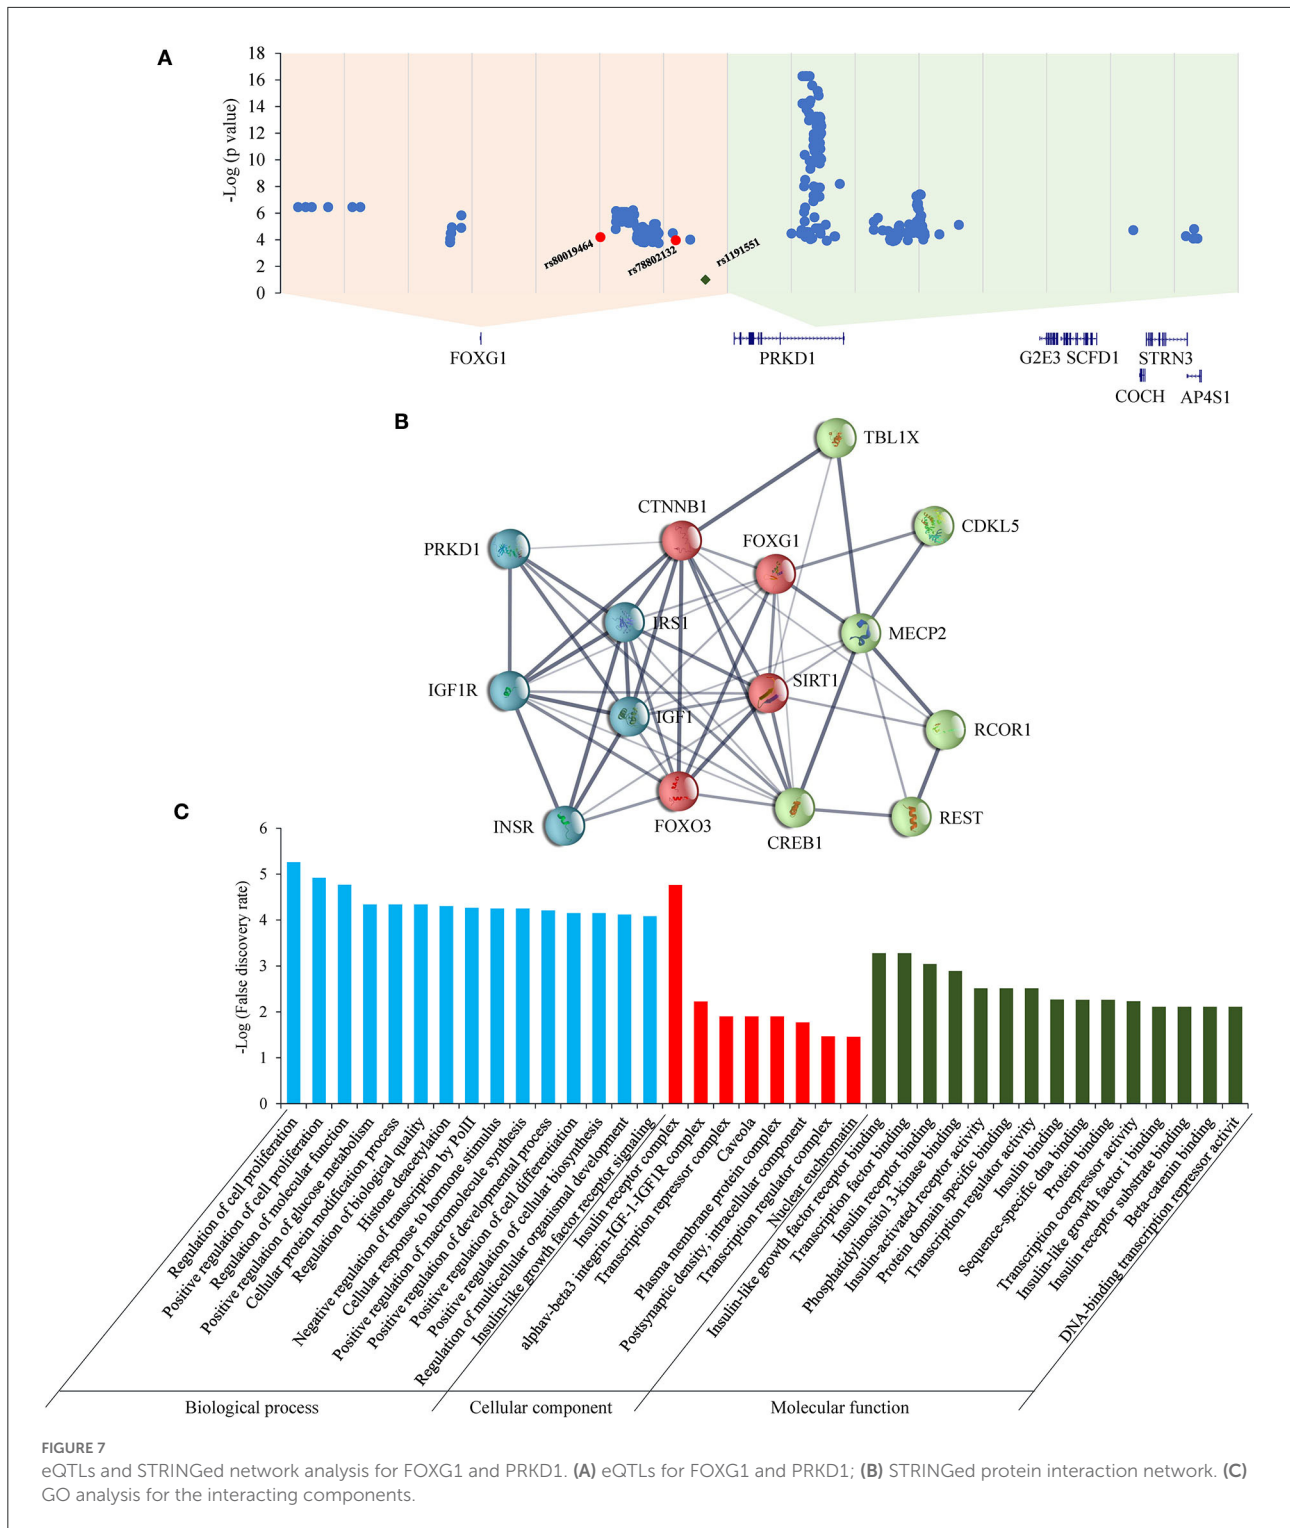 A
18
16
14
12
10
8
6
4
2
0
-Log (p value)
rs80019464
rs78802132
rs1191551
FOXG1
PRKD1
G2E3 SCFD1
STRN3
COCH
AP4S1
B
TBL1X
CTNNB1
CDKL5
FOXG1
PRKD1
IRS1
MECP2
SIRT1
IGF1R
IGF1
RCOR1
INSR
FOXO3
CREB1
REST
C
6
5
4
3
2
1
0
-Log (False discovery rate)
Regulation of cell proliferation
Positive regulation of cell proliferation
Regulation of molecular function
Positive regulation of glucose metabolism
Cellular protein modification process
Regulation of biological quality
Histone deacetylation
Negative regulation of transcription by PolII
Cellular response to hormone stimulus
Positive regulation of macromolecule synthesis
Positive regulation of developmental process
Positive regulation of cell differentiation
Positive regulation of cellular biosynthesis
Regulation of multicellular organismal development
Insulin-like growth factor receptor signaling
Insulin receptor complex
alphav-beta3 integrin-IGF-1-IGF1R complex
Transcription repressor complex
Caveola
Plasma membrane protein complex
Postsynaptic density, intracellular component
Transcription regulator complex
Nuclear euchromatin
Insulin-like growth factor receptor binding
Transcription factor binding
Insulin receptor binding
Phosphatidylinositol 3-kinase binding
Insulin-activated receptor activity
Protein domain specific binding
Transcription regulator activity
Insulin binding
Sequence-specific dna binding
Protein binding
Transcription corepressor activity
Insulin-like growth factor i binding
Insulin receptor substrate binding
Beta-catenin binding
DNA-binding transcription repressor activit
Biological process
Cellular component
Molecular function
FIGURE 7
eQTLs and STRINGed network analysis for FOXG1 and PRKD1. (A) eQTLs for FOXG1 and PRKD1; (B) STRINGed protein interaction network. (C)
GO analysis for the interacting components.